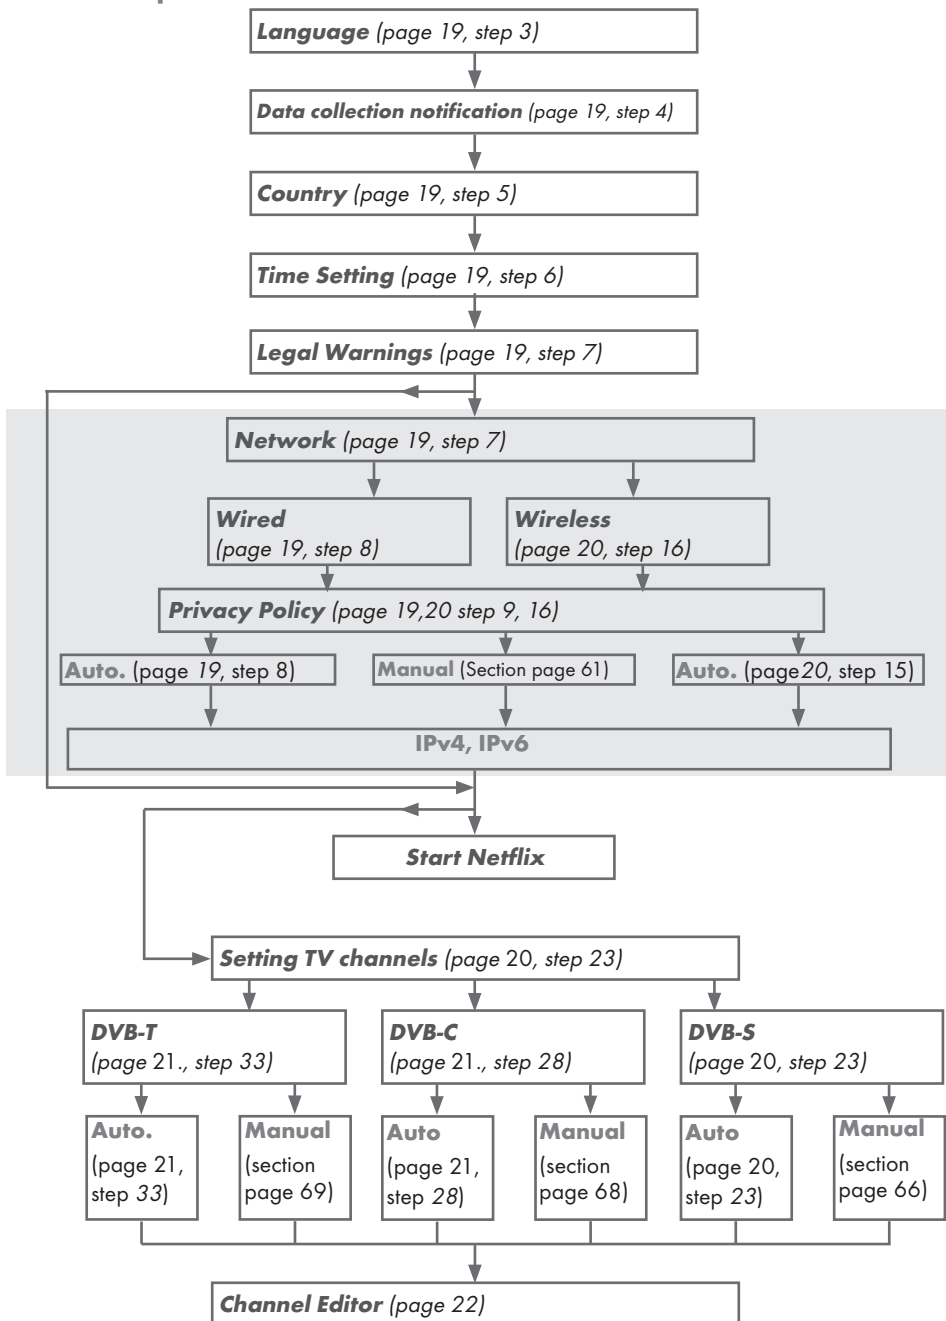 Language (page 19, step 3)
Data collection notification (page 19, step 4)
Country (page 19, step 5)
Time Setting (page 19, step 6)
Legal Warnings (page 19, step 7)
Network (page 19, step 7)
Wired
(page 19, step 8)
Wireless
(page 20, step 16)
Privacy Policy (page 19,20 step 9, 16)
Auto. (page 19, step 8)
Manual (Section page 61)
Auto. (page20, step 15)
IPv4, IPv6
Start Netflix
Setting TV channels (page 20, step 23)
DVB-T
(page 21., step 33)
DVB-C
(page 21., step 28)
DVB-S
(page 20, step 23)
Auto.
(page 21,
step 33)
Manual
(section
page 69)
Auto
(page 21,
step 28)
Manual
(section
page 68)
Auto
(page 20,
step 23)
Manual
(section
page 66)
Channel Editor (page 22)